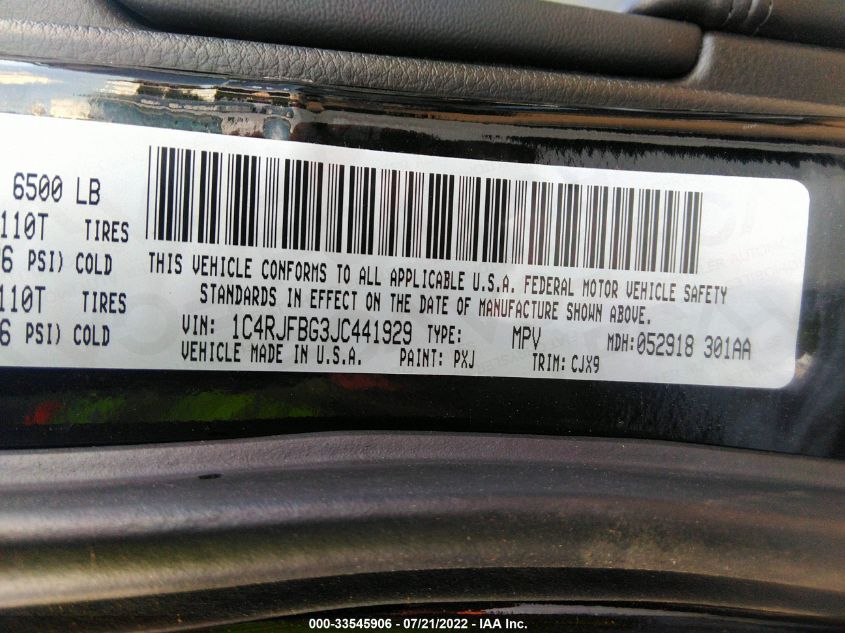 6500 LB
110T TIRES
6 PSI) COLD
110T TIRES
6 PSI) COLD
THIS VEHICLE CONFORMS TO ALL APPLICABLE U.S.A. FEDERAL MOTOR VEHICLE SAFETY
STANDARDS IN EFFECT ON THE DATE OF MANUFACTURE SHOWN ABOVE.
VIN: 1C4RJFBG3JC441929 TYPE: MPV MDH:052918 301AA
VEHICLE MADE IN U.S.A. PAINT: PXJ TRIM: CJX9
000-33545906 - 07/21/2022 - IAA Inc.